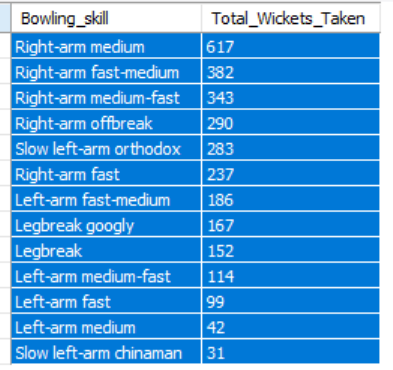 Bowling_skill Total_Wickets_Taken
Right-arm medium 617
Right-arm fast-medium 382
Right-arm medium-fast 343
Right-arm offbreak 290
Slow left-arm orthodox 283
Right-arm fast 237
Left-arm fast-medium 186
Legbreak googly 167
Legbreak 152
Left-arm medium-fast 114
Left-arm fast 99
Left-arm medium 42
Slow left-arm chinaman 31